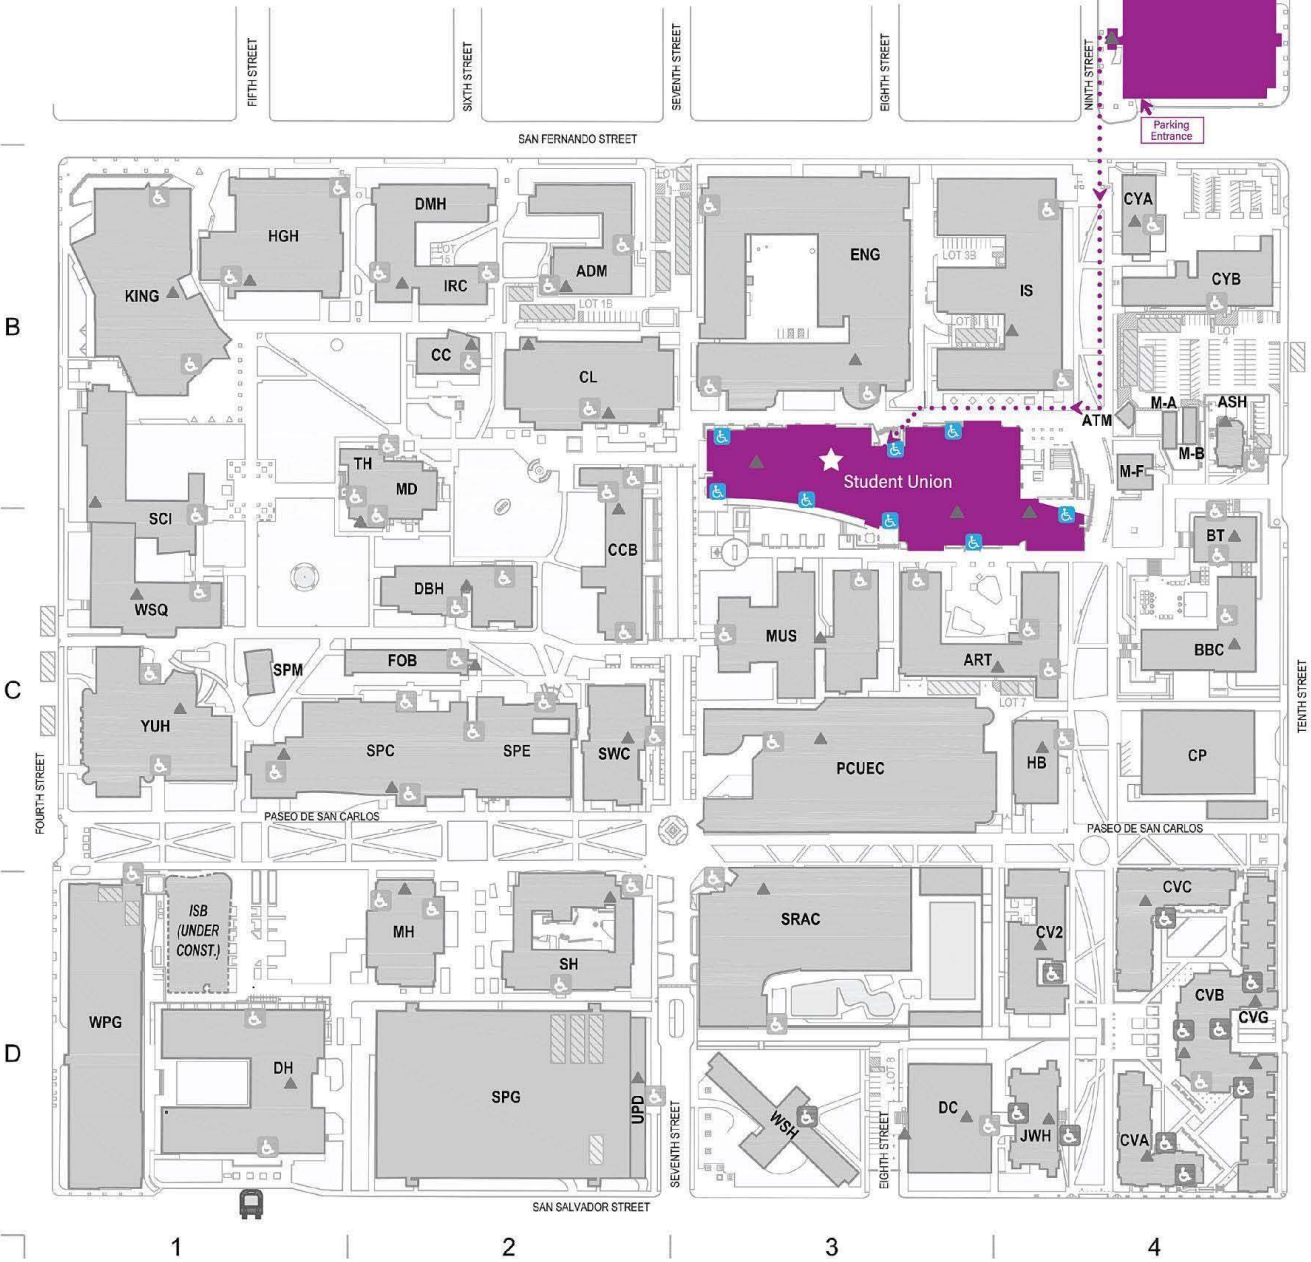 FIFTH STREET
SIXTH STREET
SEVENTH STREET
EIGHTH STREET
NINTH STREET
Parking
Entrance
SAN FERNANDO STREET
LOT
CYA
DMH
HGH
ENG
LOT 3B
LOT
15
ADM
IRC
KING
IS
CYB
LOT 1B
B
LOT
4
CC
CL
M-A
ASH
ATM
M-B
TH
MD
M-F
Student Union
SCI
CCB
BT
DBH
WSQ
MUS
BBC
FOB
SPM
ART
C
LOT 7
TENTH STREET
YUH
SPC
SPE
SWC
PCUEC
HB
CP
FOURTH STREET
PASEO DE SAN CARLOS
PASEO DE SAN CARLOS
CVC
ISB
(UNDER
CONST.)
SRAC
MH
CV2
SH
CVB
CVG
WPG
D
DH
LOT 8
SPG
UPD
SEVENTH STREET
WSH
EIGHTH STREET
DC
JWH
CVA
SAN SALVADOR STREET
1
2
3
4